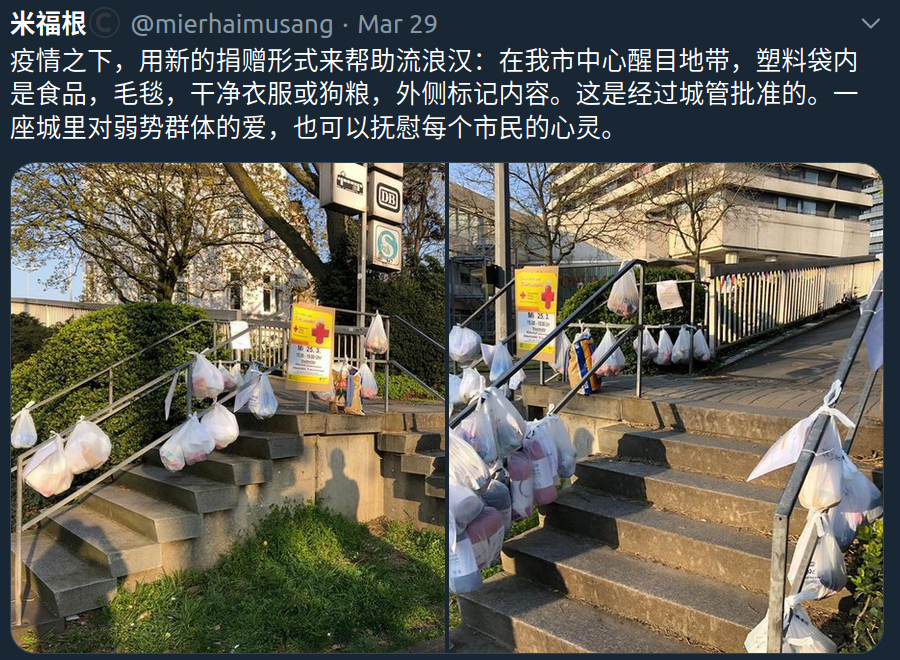 米福根© @mierhaimusang · Mar 29
疫情之下，用新的捐赠形式来帮助流浪汉：在我市中心醒目地带，塑料袋内
是食品，毛毯，干净衣服或狗粮，外侧标记内容。这是经过城管批准的。一
座城里对弱势群体的爱，也可以抚慰每个市民的心灵。
DB
S
Mi 25. 3.
Mi 25. 3.